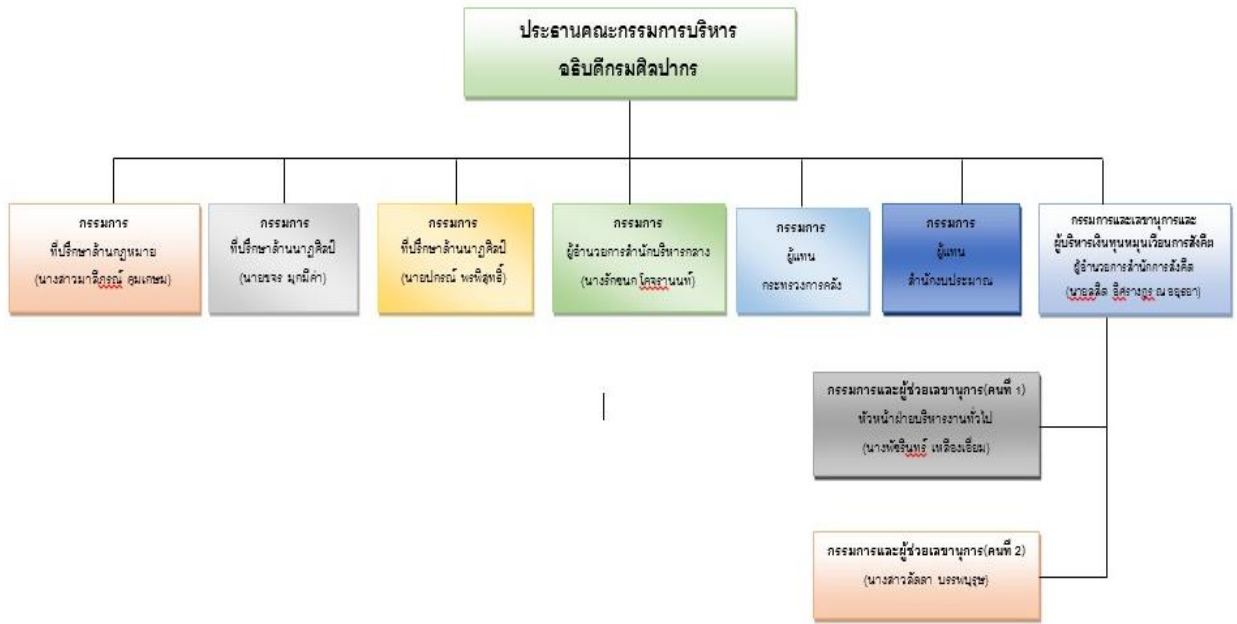 ประธานคณะกรรมการบริหาร
อธิบดีกรมศิลปากร
กรรมการ
ที่ปรึกษาด้านกฎหมาย
(นางสาวมาลีภรณ์ คุมเกษม)
กรรมการ
ที่ปรึกษาด้านนาฏศิลป์
(นายขจร มุกมีค่า)
กรรมการ
ที่ปรึกษาด้านนาฏศิลป์
(นายปกรณ์ พรพิสุทธิ์)
กรรมการ
ผู้อำนวยการสำนักบริหารกลาง
(นางรักชนก โคจรานนท์)
กรรมการ
ผู้แทน
กระทรวงการคลัง
กรรมการ
ผู้แทน
สำนักงบประมาณ
กรรมการและเลขานุการและ
ผู้บริหารเงินทุนหมุนเวียนการสังคีต
ผู้อำนวยการสำนักการสังคีต
(นายลสิต อิศรางกูร ณ อยุธยา)
กรรมการและผู้ช่วยเลขานุการ(คนที่ 1)
หัวหน้าฝ่ายบริหารงานทั่วไป
(นางพัชรินทร์ เหลืองเอี่ยม)
กรรมการและผู้ช่วยเลขานุการ(คนที่ 2)
(นางสาวลัดดา บรรพบุรุษ)